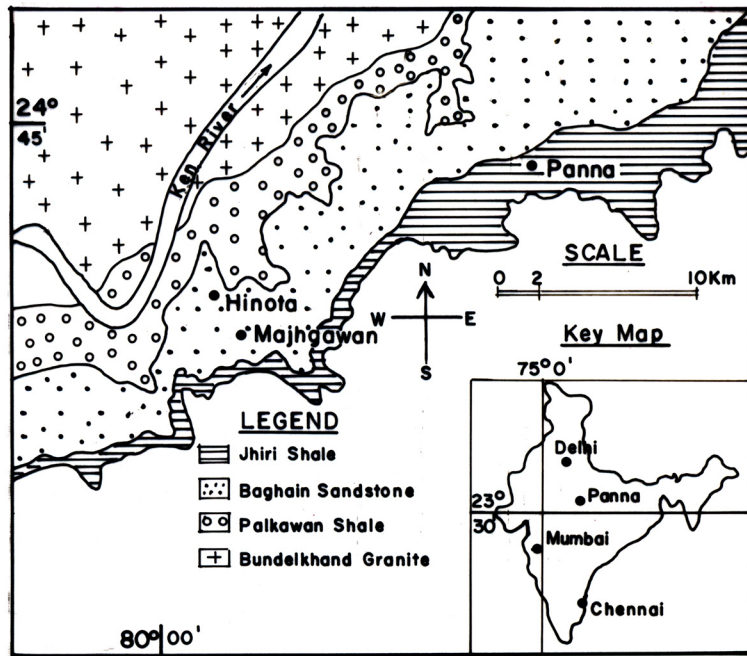 24°
45'
Ken River
Panna
SCALE
0 2 10Km
N
W E
S
Hinota
Majhgawan
Key Map
75° 0'
LEGEND
Jhiri Shale
Baghain Sandstone
Palkawan Shale
Bundelkhand Granite
Delhi
Panna
23°
30'
Mumbai
Chennai
80° 00'